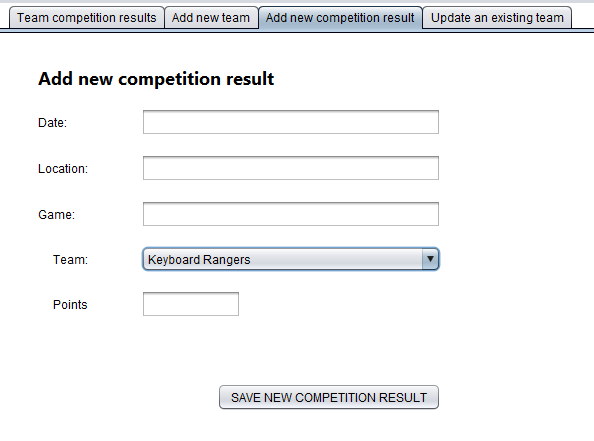 Team competition results Add new team Add new competition result Update an existing team
Add new competition result
Date:
Location:
Game:
Team: Keyboard Rangers
Points
SAVE NEW COMPETITION RESULT